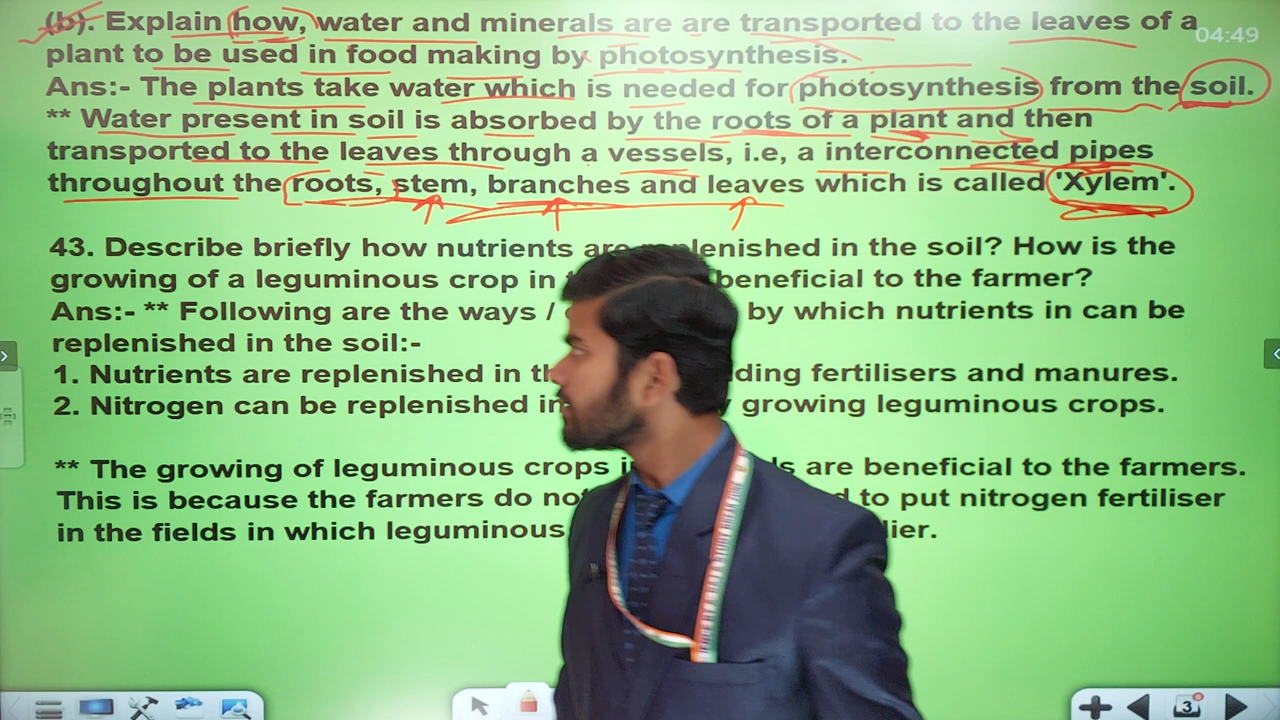 (b). Explain how, water and minerals are are transported to the leaves of a
04:49
plant to be used in food making by photosynthesis.
Ans:- The plants take water which is needed for photosynthesis from the soil.
** Water present in soil is absorbed by the roots of a plant and then
transported to the leaves through a vessels, i.e, a interconnected pipes
throughout the roots, stem, branches and leaves which is called 'Xylem'.
43. Describe briefly how nutrients are replenished in the soil? How is the
growing of a leguminous crop in beneficial to the farmer?
Ans:- ** Following are the ways / by which nutrients in can be
replenished in the soil:-
1. Nutrients are replenished in fertilisers and manures.
2. Nitrogen can be replenished in growing leguminous crops.
** The growing of leguminous crops are beneficial to the farmers.
This is because the farmers do not to put nitrogen fertiliser
in the fields in which leguminous
3